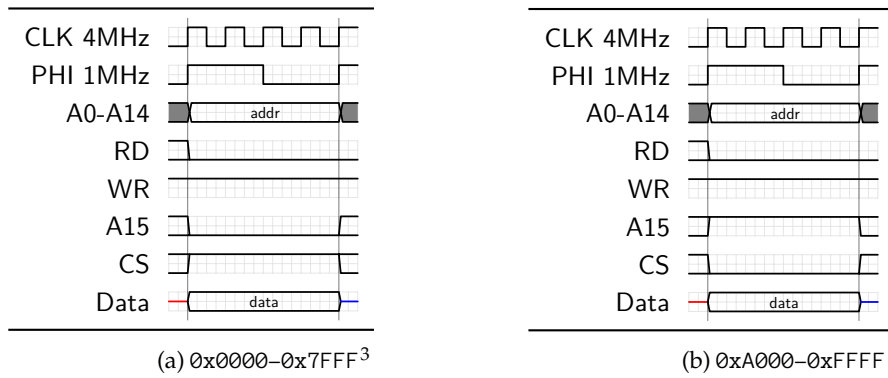 CLK 4MHz
PHI 1MHz
A0-A14
addr
RD
WR
A15
CS
Data
data
(a) 0x0000–0x7FFF³
CLK 4MHz
PHI 1MHz
A0-A14
addr
RD
WR
A15
CS
Data
data
(b) 0xA000–0xFFFF